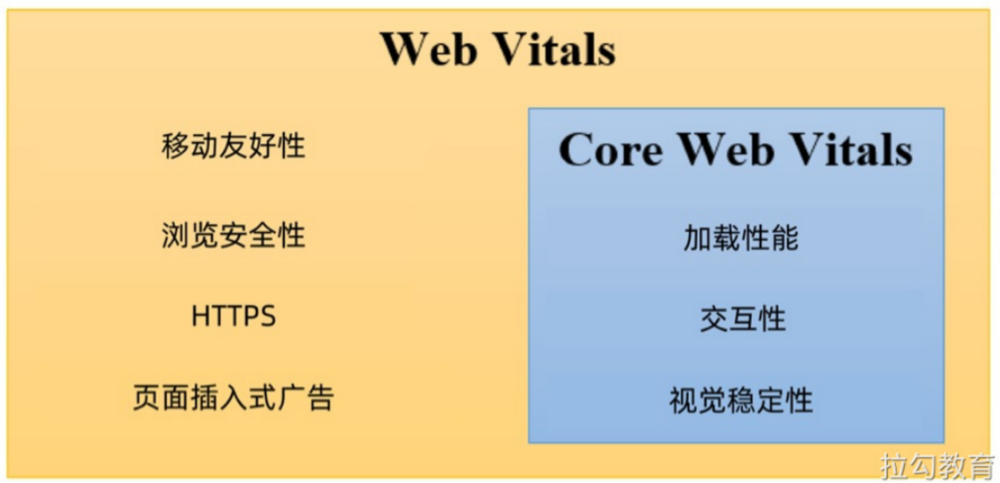 Web Vitals
移动友好性
浏览安全性
HTTPS
页面插入式广告
Core Web Vitals
加载性能
交互性
视觉稳定性
拉勾教育